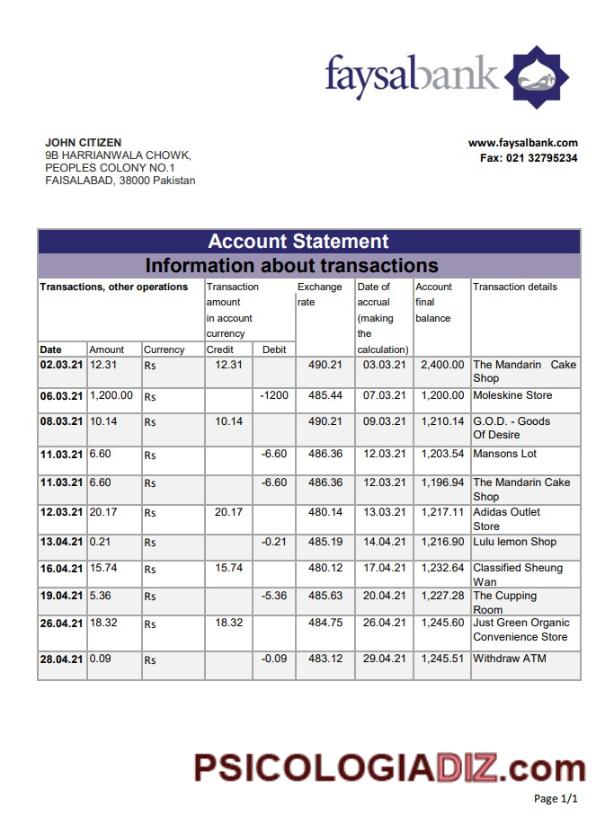 faysalbank
JOHN CITIZEN
9B HARRIANWALA CHOWK,
PEOPLES COLONY NO.1
FAISALABAD, 38000 Pakistan
www.faysalbank.com
Fax: 021 32795234
Account Statement
Information about transactions
Transactions, other operations
Transaction
amount
in account
currency
Exchange
rate
Date of
accrual
(making
the
calculation)
Account
final
balance
Transaction details
Date Amount Currency Credit Debit
02.03.21 12.31 Rs 12.31 490.21 03.03.21 2,400.00 The Mandarin Cake
Shop
06.03.21 1,200.00 Rs -1200 485.44 07.03.21 1,200.00 Moleskine Store
08.03.21 10.14 Rs 10.14 490.21 09.03.21 1,210.14 G.O.D. - Goods
Of Desire
11.03.21 6.60 Rs -6.60 486.36 12.03.21 1,203.54 Mansons Lot
11.03.21 6.60 Rs -6.60 486.36 12.03.21 1,196.94 The Mandarin Cake
Shop
12.03.21 20.17 Rs 20.17 480.14 13.03.21 1,217.11 Adidas Outlet
Store
13.04.21 0.21 Rs -0.21 485.19 14.04.21 1,216.90 Lulu lemon Shop
16.04.21 15.74 Rs 15.74 480.12 17.04.21 1,232.64 Classified Sheung
Wan
19.04.21 5.36 Rs -5.36 485.63 20.04.21 1,227.28 The Cupping
Room
26.04.21 18.32 Rs 18.32 484.75 26.04.21 1,245.60 Just Green Organic
Convenience Store
28.04.21 0.09 Rs -0.09 483.12 29.04.21 1,245.51 Withdraw ATM
PSICOLOGIADIZ.com
Page 1/1